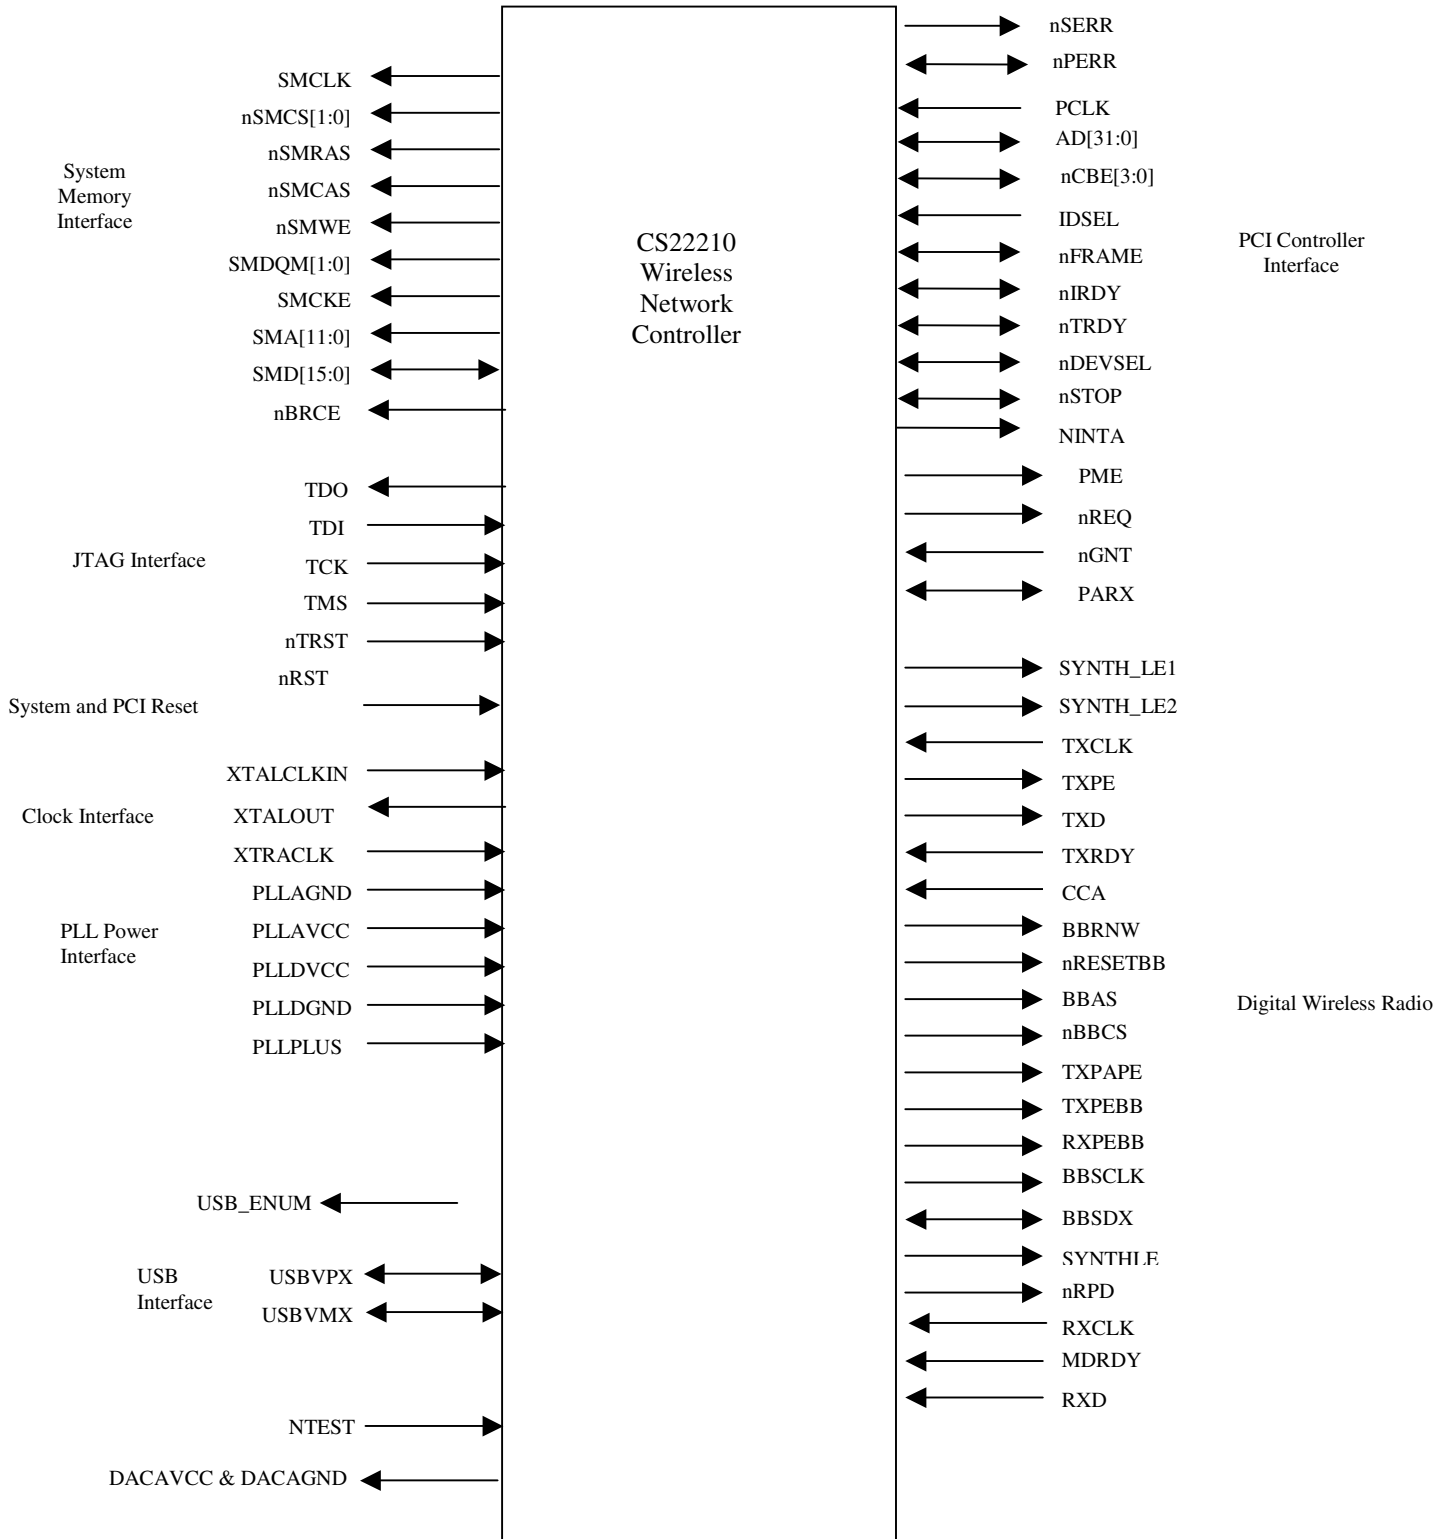 SMCLK
nSMCS[1:0]
nSMRAS
nSMCAS
nSMWE
SMDQM[1:0]
SMCKE
SMA[11:0]
SMD[15:0]
nBRCE
System
Memory
Interface
TDO
TDI
TCK
TMS
nTRST
JTAG Interface
nRST
System and PCI Reset
XTALCLKIN
XTALOUT
XTRACLK
Clock Interface
PLLAGND
PLLAVCC
PLLDVCC
PLLDGND
PLLPLUS
PLL Power
Interface
USB_ENUM
USBVPX
USBVMX
USB
Interface
NTEST
DACAVCC & DACAGND
CS22210
Wireless
Network
Controller
nSERR
nPERR
PCLK
AD[31:0]
nCBE[3:0]
IDSEL
nFRAME
nIRDY
nTRDY
nDEVSEL
nSTOP
NINTA
PME
nREQ
nGNT
PARX
PCI Controller
Interface
SYNTH_LE1
SYNTH_LE2
TXCLK
TXPE
TXD
TXRDY
CCA
BBRNW
nRESETBB
BBAS
nBBCS
TXPAPE
TXPEBB
RXPEBB
BBSCLK
BBSDX
SYNTHLE
nRPD
RXCLK
MDRDY
RXD
Digital Wireless Radio